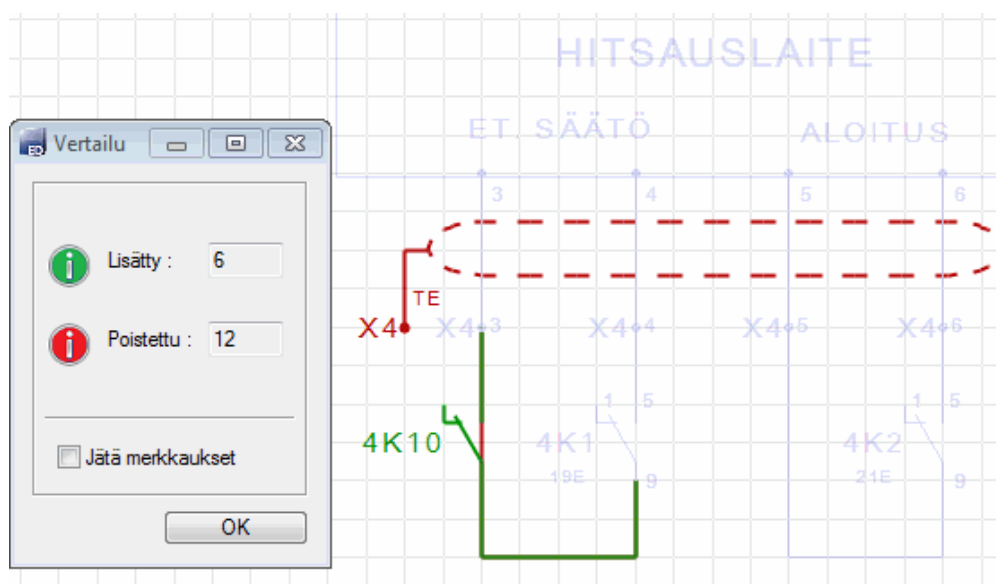 HITSAUSLAITE
ET. SÄÄTÖ
ALOITUS
3 4 5 6
TE
X4 X4 3 X4 4 X4 5 X4 6
1 5 1 5
4K10 4K1 4K2
19E 9 21E 9
ED Vertailu
Lisätty : 6
Poistettu : 12
Jätä merkkaukset
OK